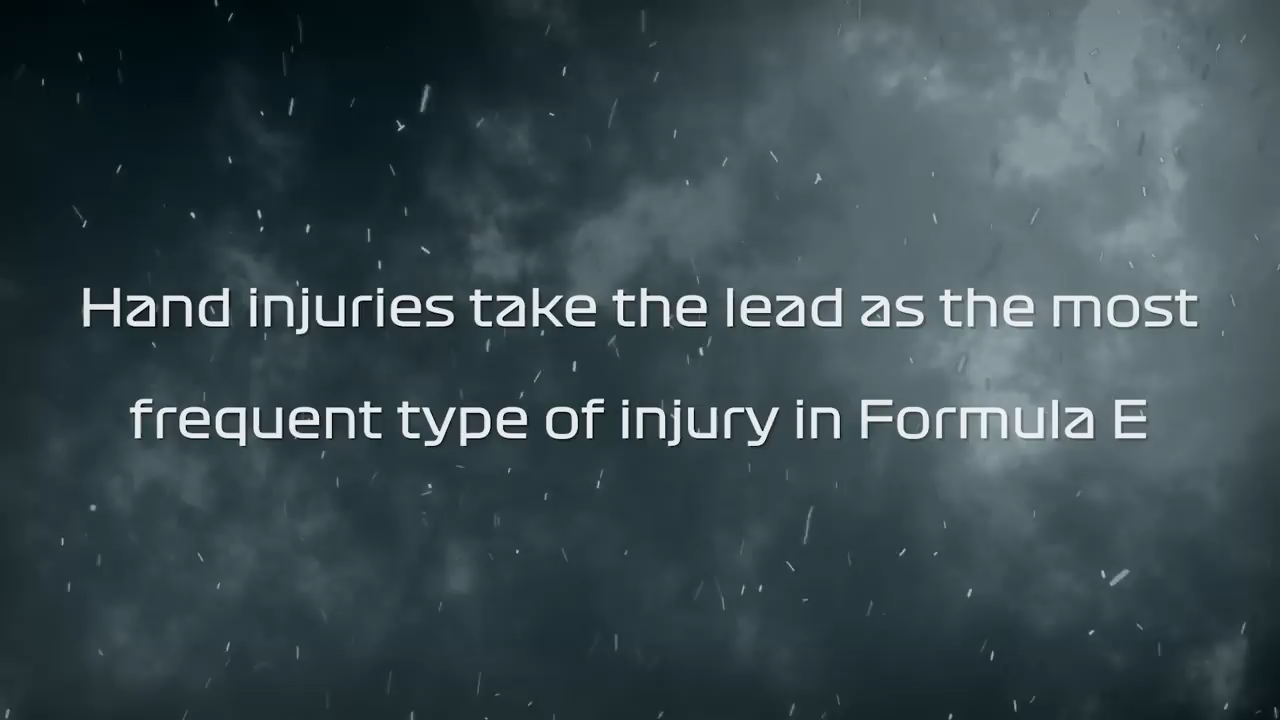 Hand injuries take the lead as the most
frequent type of injury in Formula E